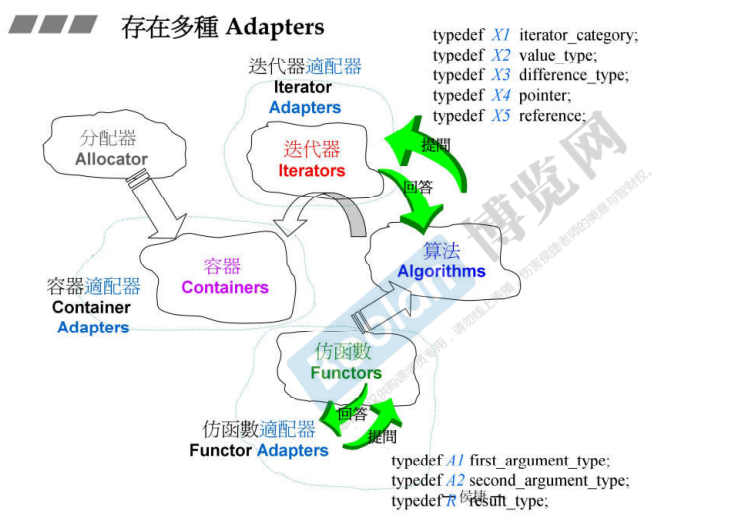 存在多種 Adapters
typedef X1 iterator_category;
typedef X2 value_type;
typedef X3 difference_type;
typedef X4 pointer;
typedef X5 reference;
迭代器適配器
Iterator
Adapters
分配器
Allocator
迭代器
Iterators
提問
回答
博览网
算法
Algorithms
容器
Containers
容器適配器
Container
Adapters
boolan
仿函數
Functors
回答
提問
仿函數適配器
Functor Adapters
typedef A1 first_argument_type;
typedef A2 second_argument_type;
typedef R result_type;
侯捷